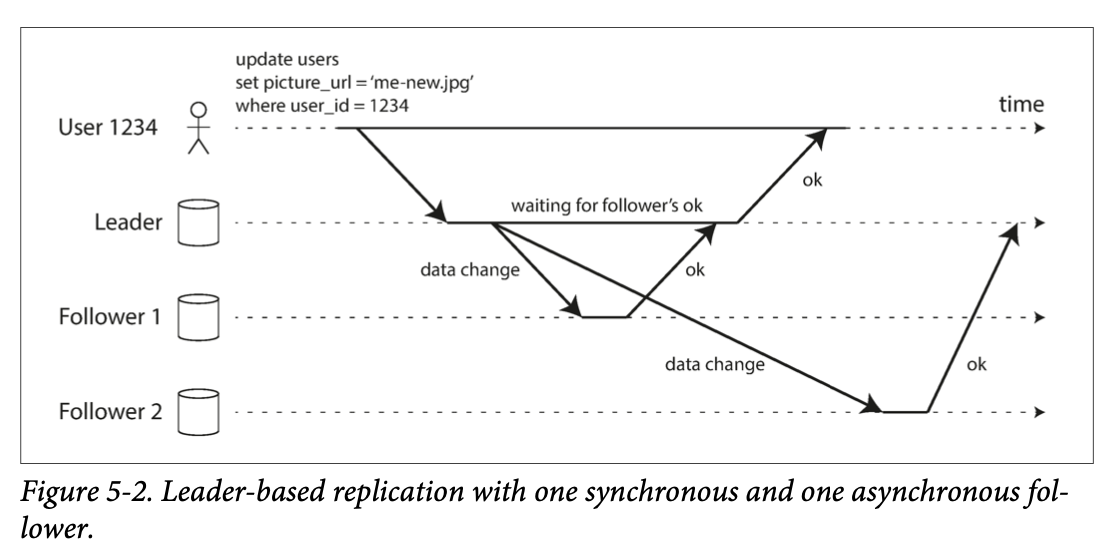 update users
set picture_url = ‘me-new.jpg’
where user_id = 1234
time
User 1234
ok
waiting for follower’s ok
Leader
data change
ok
Follower 1
data change
ok
Follower 2
Figure 5-2. Leader-based replication with one synchronous and one asynchronous fol-
lower.